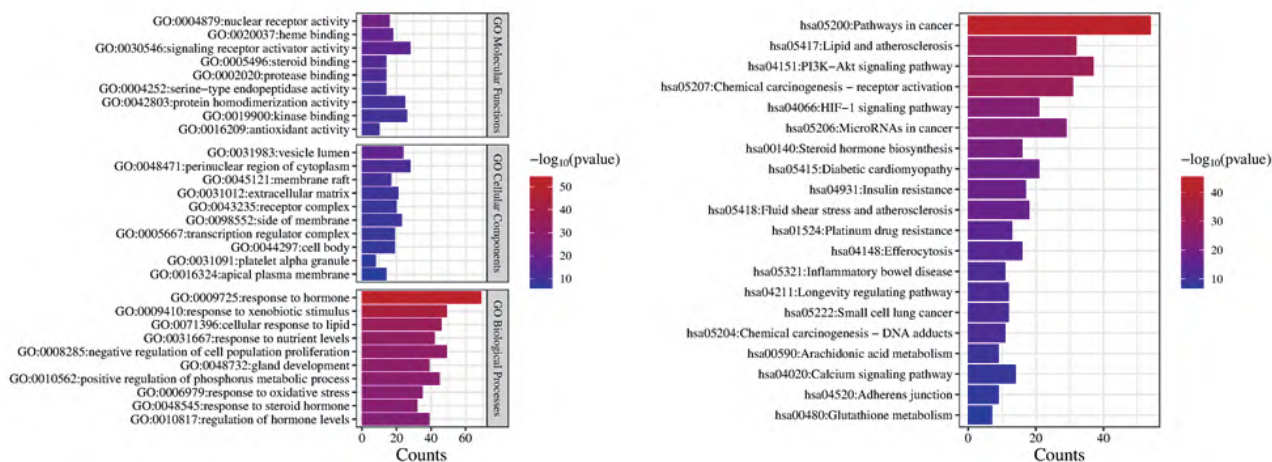 GO:0004879:nuclear receptor activity
GO:0020037:heme binding
GO:0030546:signaling receptor activator activity
GO:0005496:steroid binding
GO:0002020:protease binding
GO:0004252:serine-type endopeptidase activity
GO:0042803:protein homodimerization activity
GO:0019900:kinase binding
GO:0016209:antioxidant activity
GO Molecular Functions
GO:0031983:vesicle lumen
GO:0048471:perinuclear region of cytoplasm
GO:0045121:membrane raft
GO:0031012:extracellular matrix
GO:0043235:receptor complex
GO:0098552:side of membrane
GO:0005667:transcription regulator complex
GO:0044297:cell body
GO:0031091:platelet alpha granule
GO:0016324:apical plasma membrane
GO Cellular Components
GO:0009725:response to hormone
GO:0009410:response to xenobiotic stimulus
GO:0071396:cellular response to lipid
GO:0031667:response to nutrient levels
GO:0008285:negative regulation of cell population proliferation
GO:0048732:gland development
GO:0010562:positive regulation of phosphorus metabolic process
GO:0006979:response to oxidative stress
GO:0048545:response to steroid hormone
GO:0010817:regulation of hormone levels
GO Biological Processes
0 20 40 60
Counts
−log10(pvalue)
50
40
30
20
10
hsa05200:Pathways in cancer
hsa05417:Lipid and atherosclerosis
hsa04151:PI3K−Akt signaling pathway
hsa05207:Chemical carcinogenesis − receptor activation
hsa04066:HIF−1 signaling pathway
hsa05206:MicroRNAs in cancer
hsa00140:Steroid hormone biosynthesis
hsa05415:Diabetic cardiomyopathy
hsa04931:Insulin resistance
hsa05418:Fluid shear stress and atherosclerosis
hsa01524:Platinum drug resistance
hsa04148:Efferocytosis
hsa05321:Inflammatory bowel disease
hsa04211:Longevity regulating pathway
hsa05222:Small cell lung cancer
hsa05204:Chemical carcinogenesis − DNA adducts
hsa00590:Arachidonic acid metabolism
hsa04020:Calcium signaling pathway
hsa04520:Adherens junction
hsa00480:Glutathione metabolism
0 20 40
Counts
−log10(pvalue)
40
30
20
10